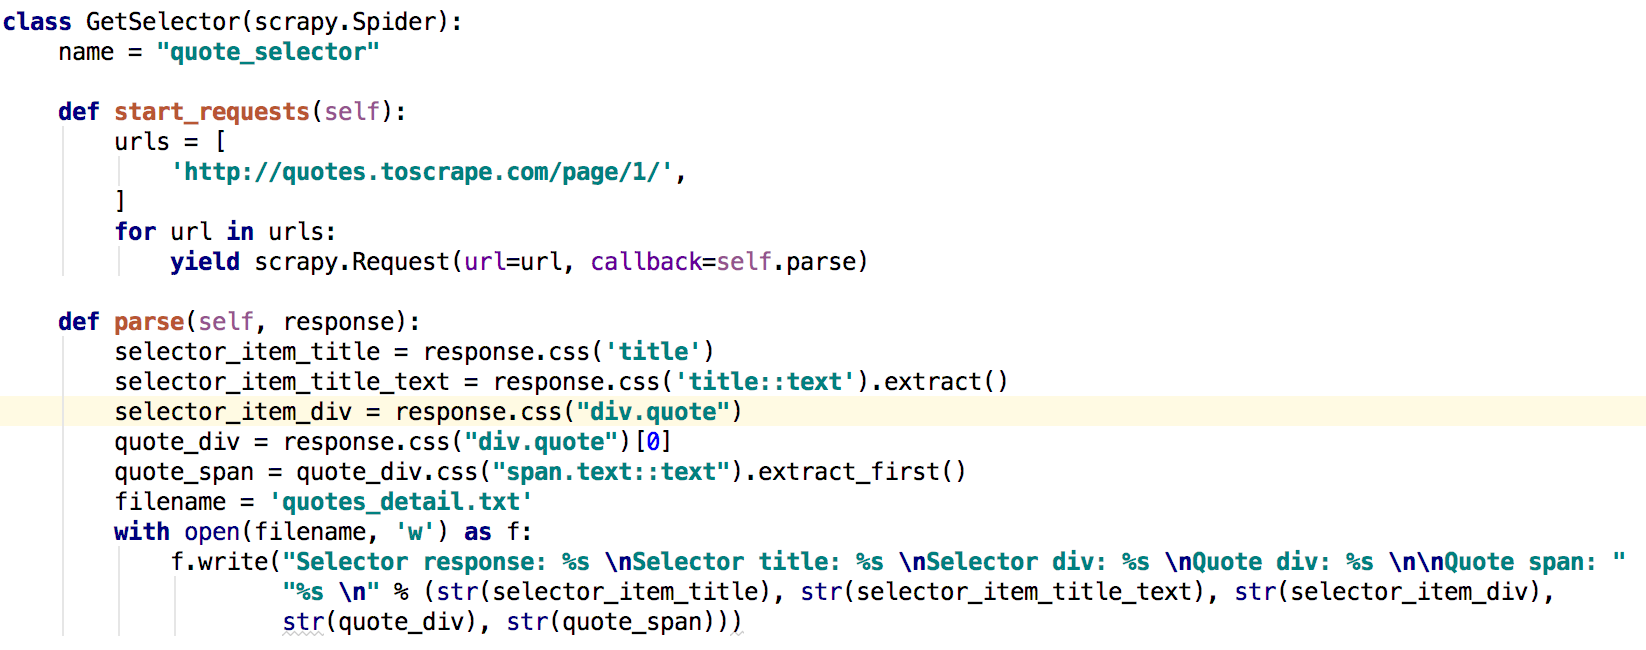 class GetSelector(scrapy.Spider):
    name = "quote_selector"

    def start_requests(self):
        urls = [
            'http://quotes.toscrape.com/page/1/',
        ]
        for url in urls:
            yield scrapy.Request(url=url, callback=self.parse)

    def parse(self, response):
        selector_item_title = response.css('title')
        selector_item_title_text = response.css('title::text').extract()
        selector_item_div = response.css("div.quote")
        quote_div = response.css("div.quote")[0]
        quote_span = quote_div.css("span.text::text").extract_first()
        filename = 'quotes_detail.txt'
        with open(filename, 'w') as f:
            f.write("Selector response: %s \nSelector title: %s \nSelector div: %s \nQuote div: %s \n\nQuote span: "
                    "%s \n" % (str(selector_item_title), str(selector_item_title_text), str(selector_item_div),
                    str(quote_div), str(quote_span)))